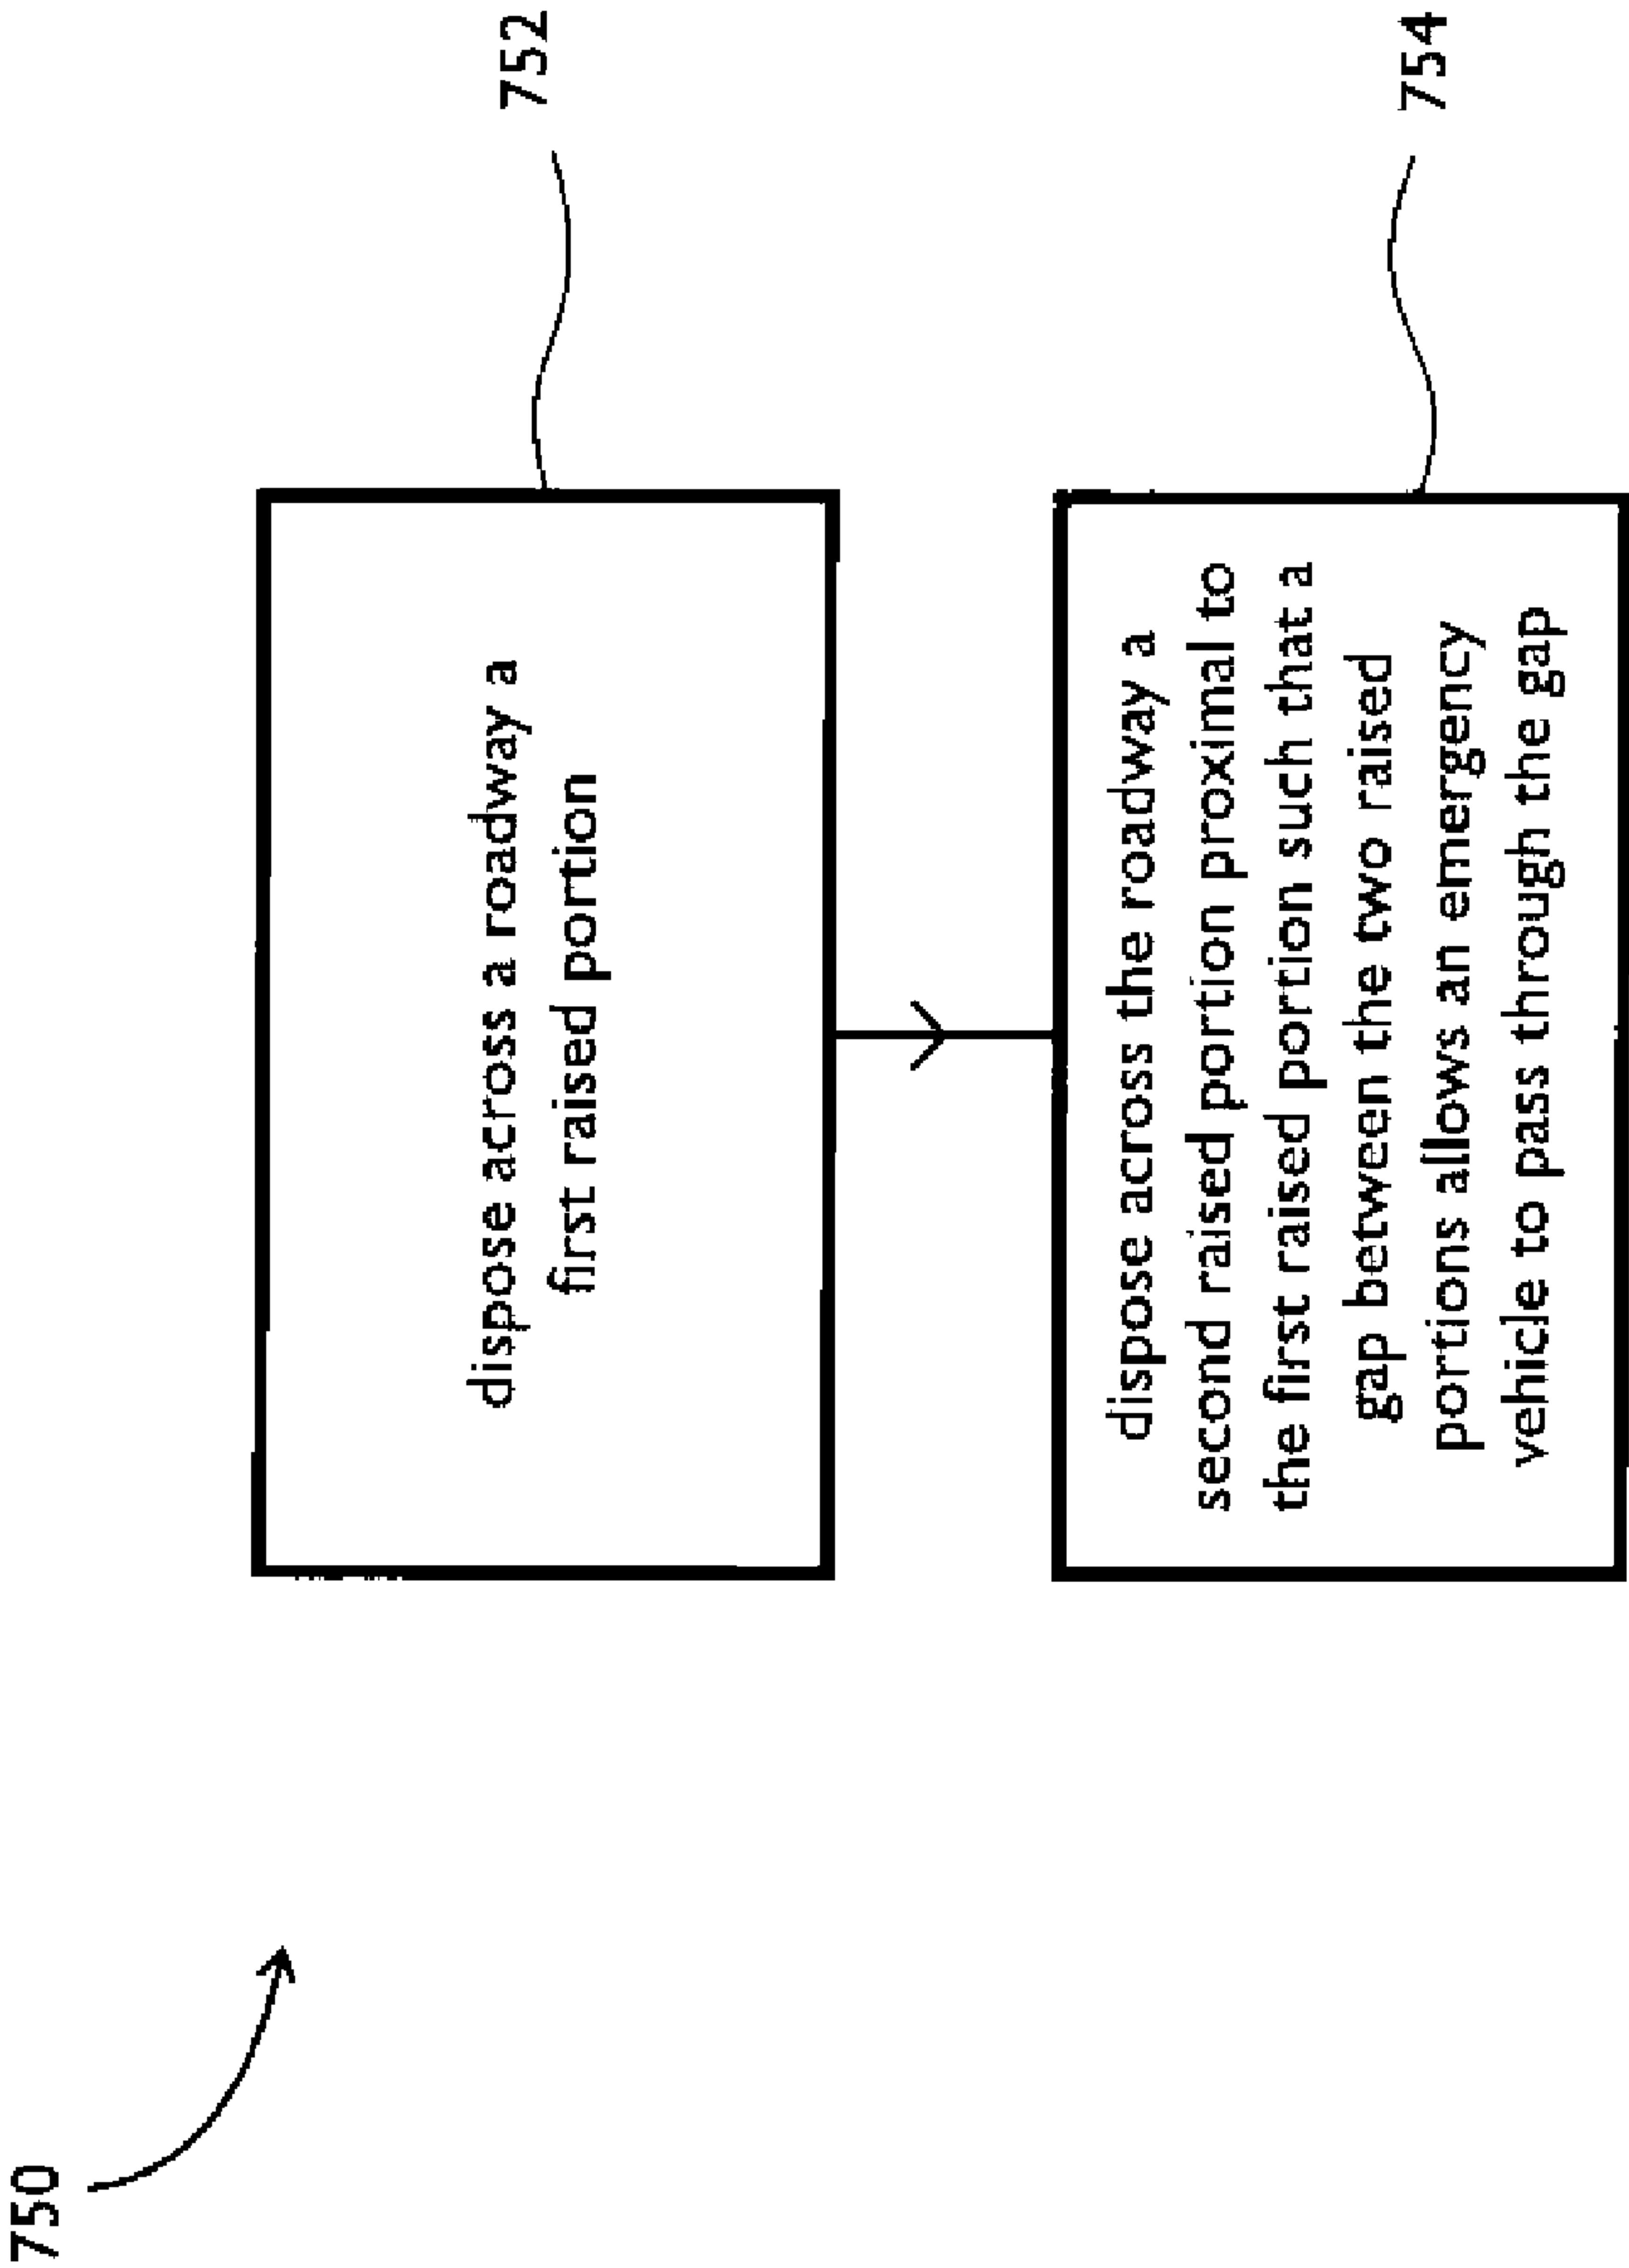 750
dispose across a roadway a
first raised portion
752
dispose across the roadway a
second raised portion proximal to
the first raised portion such that a
gap between the two raised
portions allows an emergency
vehicle to pass through the gap
754